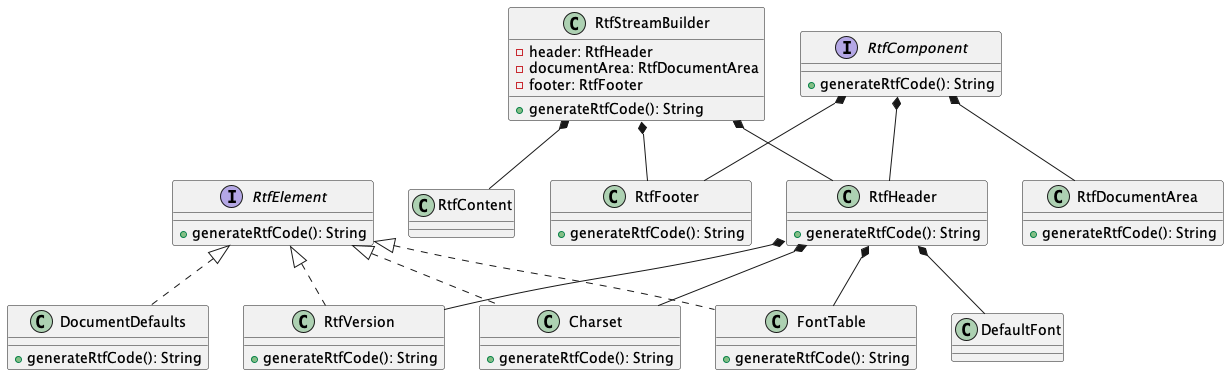 C RtfStreamBuilder
header: RtfHeader
documentArea: RtfDocumentArea
footer: RtfFooter
generateRtfCode(): String
I RtfComponent
generateRtfCode(): String
I RtfElement
generateRtfCode(): String
C RtfContent
C RtfFooter
generateRtfCode(): String
C RtfHeader
generateRtfCode(): String
C RtfDocumentArea
generateRtfCode(): String
C DocumentDefaults
generateRtfCode(): String
C RtfVersion
generateRtfCode(): String
C Charset
generateRtfCode(): String
C FontTable
generateRtfCode(): String
C DefaultFont